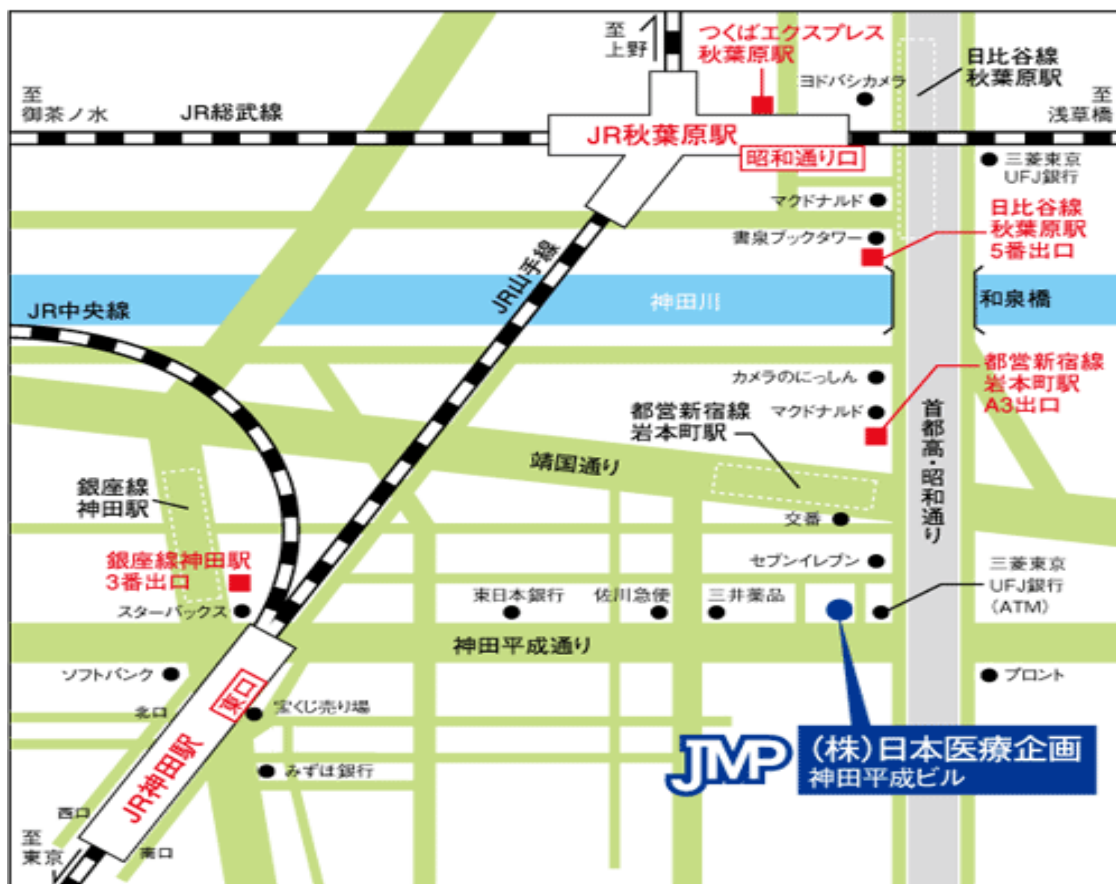 至
上野
つくばエクスプレス
秋葉原駅
日比谷線
秋葉原駅
ヨドバシカメラ
至
御茶ノ水
JR総武線
至
浅草橋
JR秋葉原駅
昭和通り口
三菱東京
UFJ銀行
マクドナルド
日比谷線
秋葉原駅
5番出口
書泉ブックタワー
JR山手線
神田川
和泉橋
JR中央線
カメラのにっしん
都営新宿線
岩本町駅
A3出口
マクドナルド
都営新宿線
岩本町駅
首都高・昭和通り
靖国通り
銀座線
神田駅
交番
銀座線神田駅
3番出口
セブンイレブン
三菱東京
UFJ銀行
(ATM)
スターバックス
東日本銀行
佐川急便
三井薬品
神田平成通り
ソフトバンク
プロント
北口
東口
宝くじ売り場
JR神田駅
みずほ銀行
JMP
(株)日本医療企画
神田平成ビル
西口
南口
至
東京